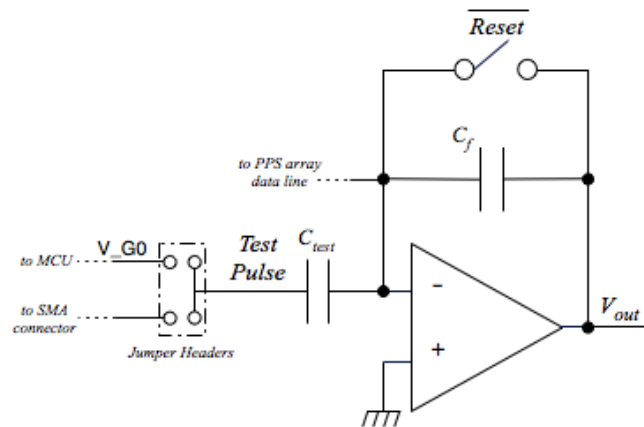 Reset
C_f
to PPS array
data line
V_G0
to MCU
Test
Pulse
C_test
to SMA
connector
Jumper Headers
-
+
V_out